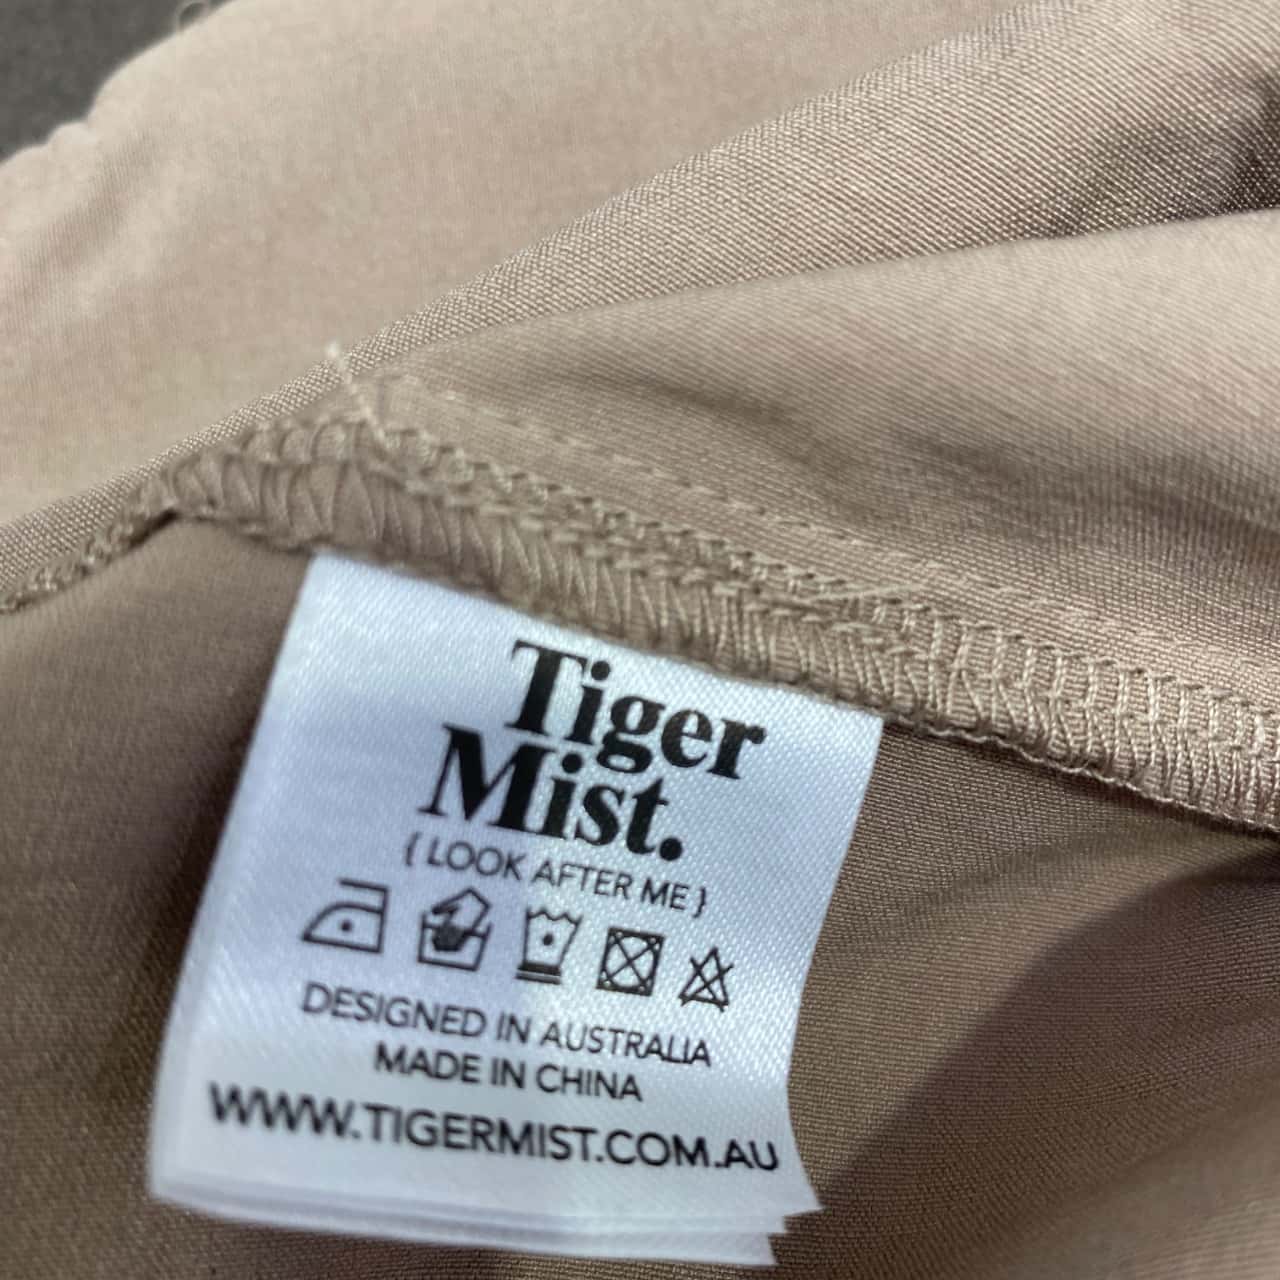 Tiger
Mist.
{ LOOK AFTER ME }
DESIGNED IN AUSTRALIA
MADE IN CHINA
WWW.TIGERMIST.COM.AU